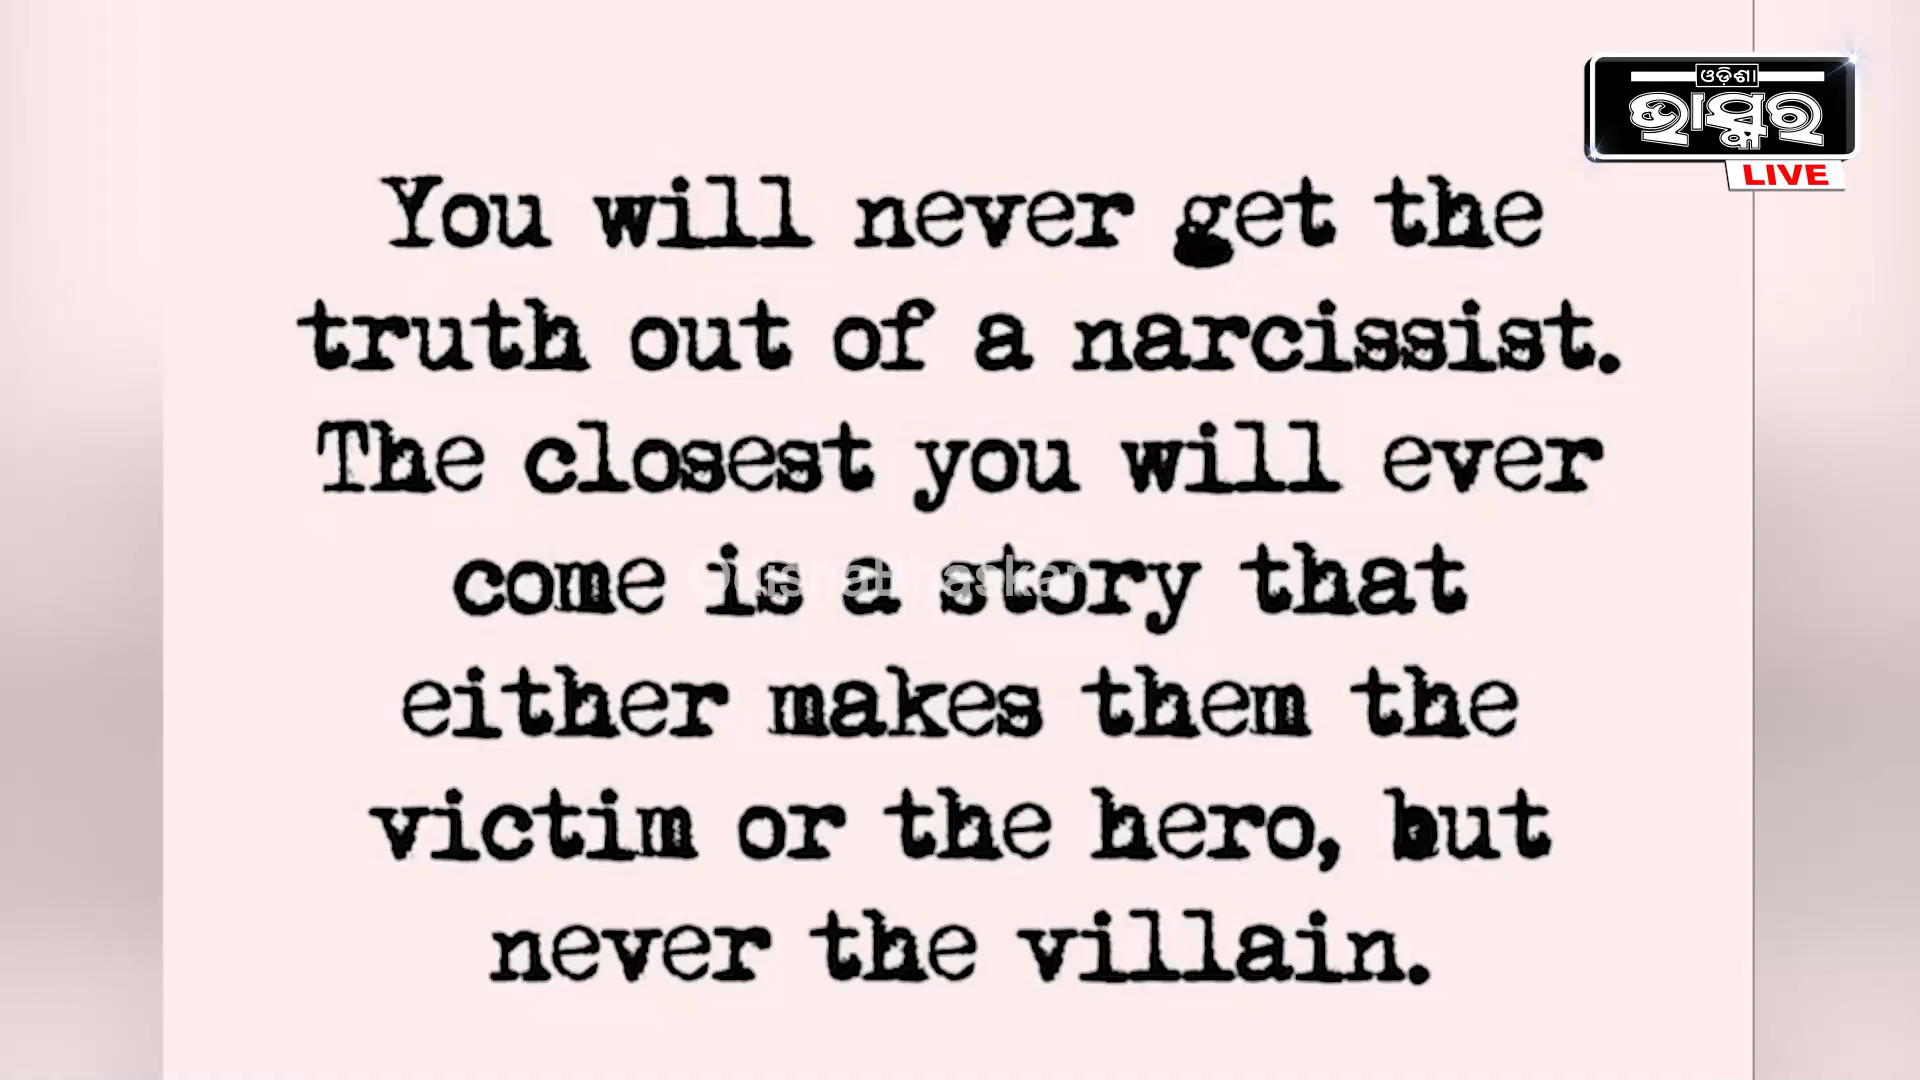 ଓଡ଼ିଶା
ଭାସ୍କର
LIVE
You will never get the
truth out of a narcissist.
The closest you will ever
come is a story that
either makes them the
victim or the hero, but
never the villain.
OdishaBhaskar